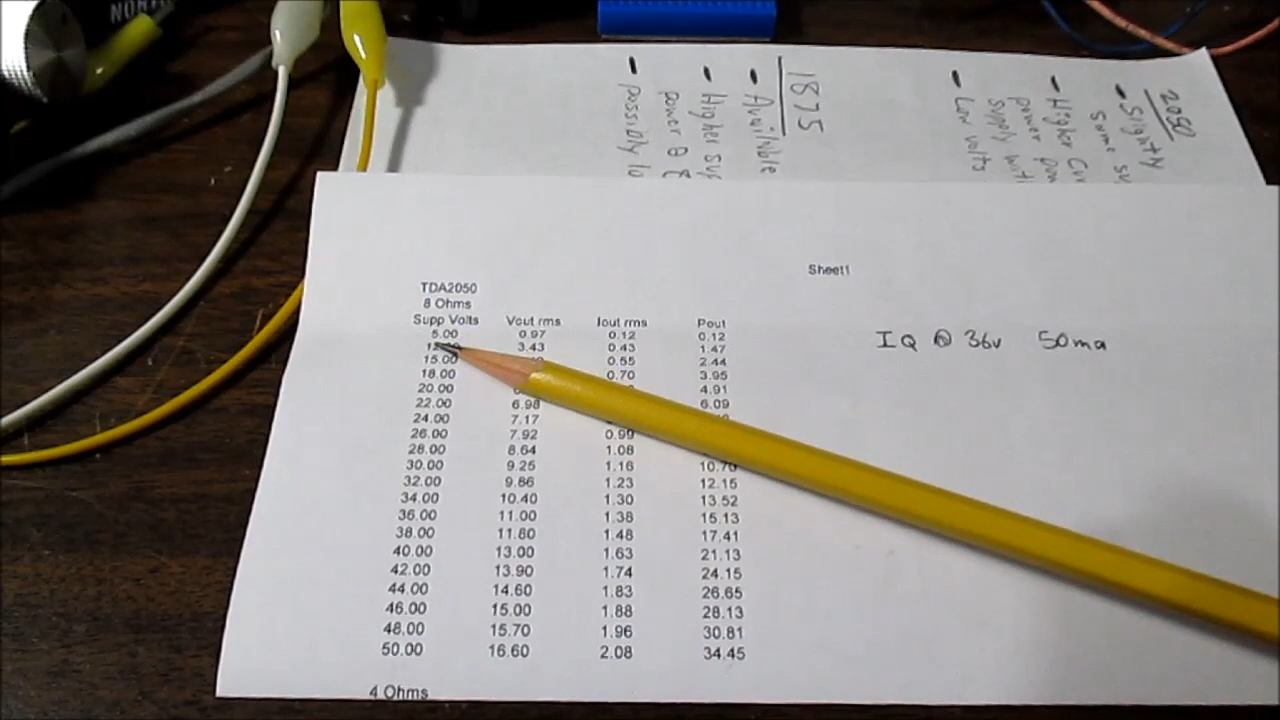 NORT
2050
- Slighty
same su
- Higher Cur
power pow
supply with
- Low volts
1875
- Available
- Higher sup
power @ 8
- possibly lo
Sheet1
TDA2050
8 Ohms
Supp Volts Vout rms Iout rms Pout
5.00 0.97 0.12 0.12
3.43 0.43 1.47
15.00 0.55 2.44
18.00 0.70 3.95
20.00 4.91
22.00 6.98 6.09
24.00 7.17
26.00 7.92 0.99
28.00 8.64 1.08
30.00 9.25 1.16 10.70
32.00 9.86 1.23 12.15
34.00 10.40 1.30 13.52
36.00 11.00 1.38 15.13
38.00 11.80 1.48 17.41
40.00 13.00 1.63 21.13
42.00 13.90 1.74 24.15
44.00 14.60 1.83 26.65
46.00 15.00 1.88 28.13
48.00 15.70 1.96 30.81
50.00 16.60 2.08 34.45
4 Ohms
IQ @ 36v 50ma